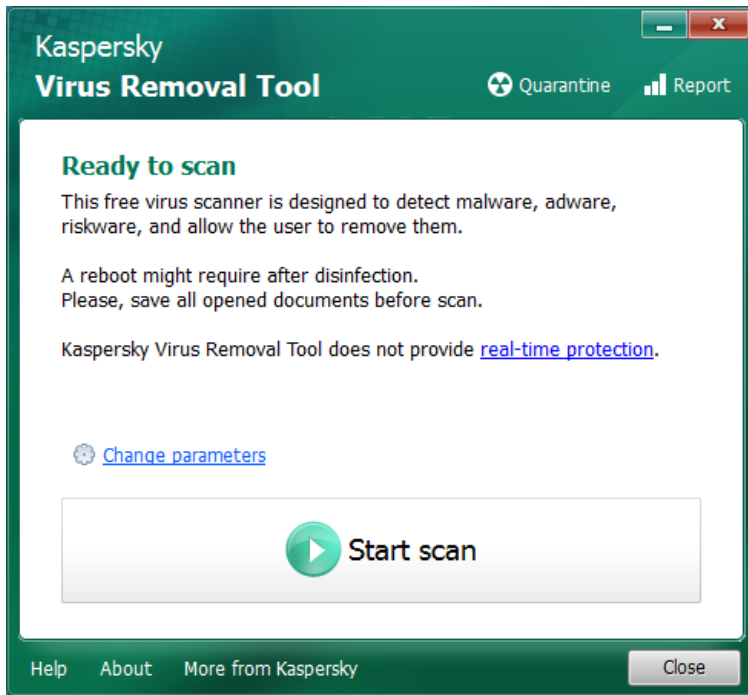 Kaspersky
Virus Removal Tool
Quarantine
Report
Ready to scan
This free virus scanner is designed to detect malware, adware,
riskware, and allow the user to remove them.
A reboot might require after disinfection.
Please, save all opened documents before scan.
Kaspersky Virus Removal Tool does not provide real-time protection.
Change parameters
Start scan
Help About More from Kaspersky
Close